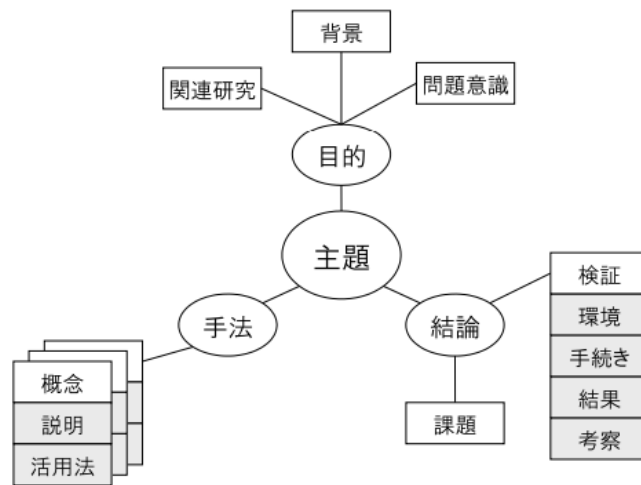 背景
関連研究
問題意識
目的
主題
手法
結論
検証
環境
手続き
結果
考察
概念
説明
活用法
課題